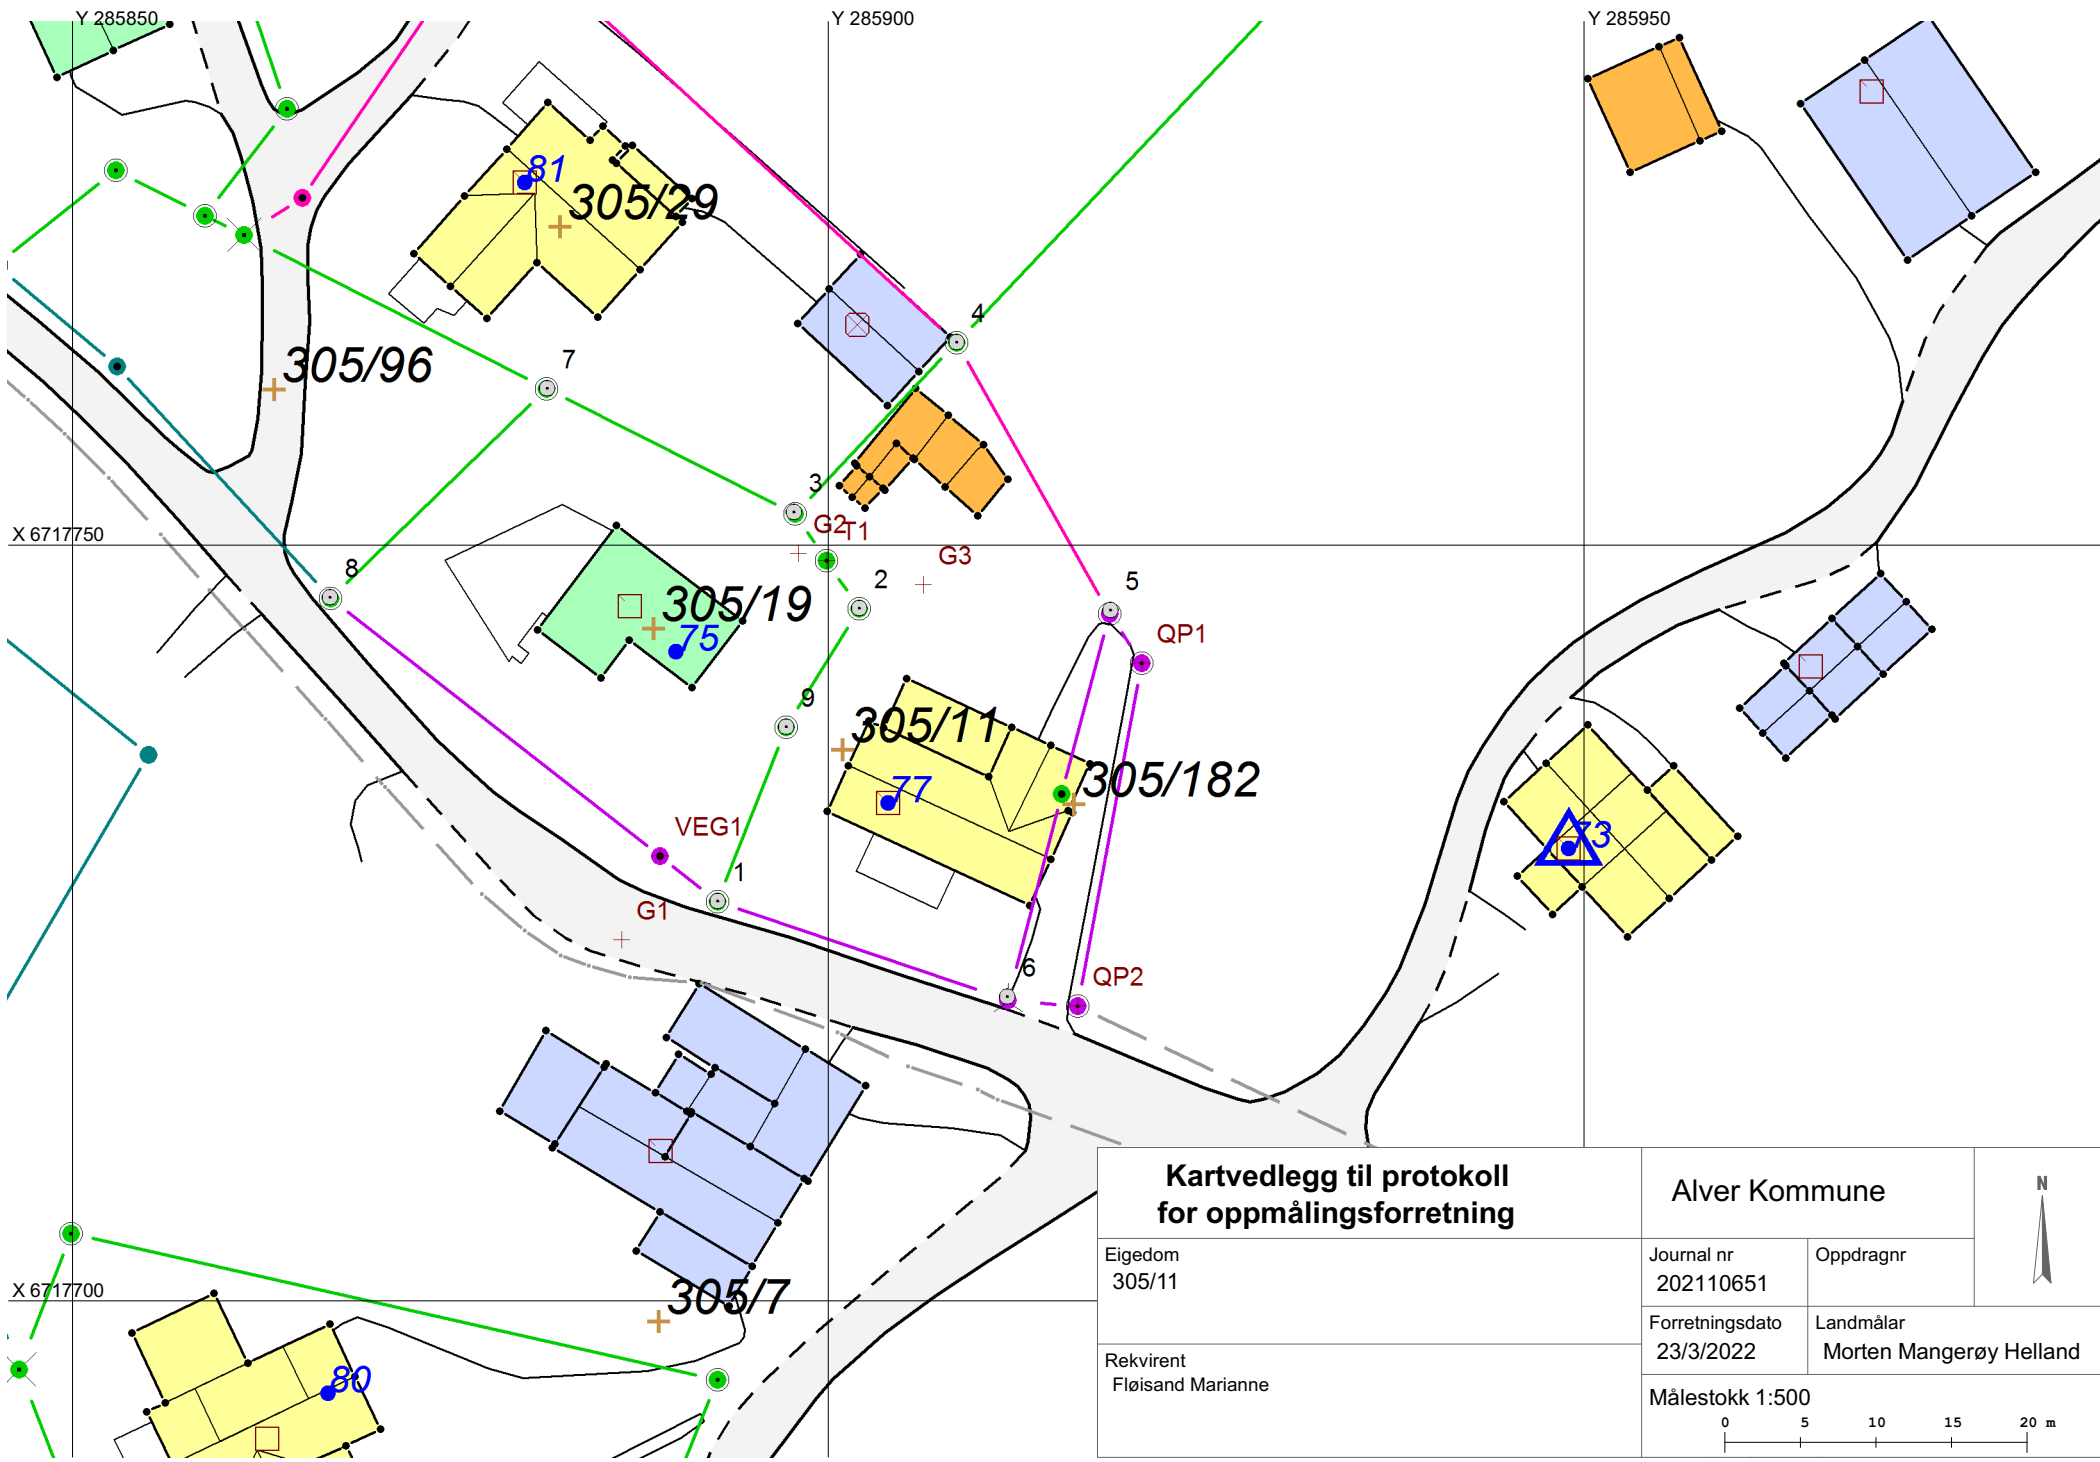 Y 285850
Y 285900
Y 285950
81
305/29
4
305/96
7
3
X 6717750
G2
T1
G3
8
2
5
305/19
75
QP1
9
305/11
77
305/182
VEG1
73
1
G1
6
QP2
X 6717700
305/7
80
Kartvedlegg til protokoll
for oppmålingsforretning
Alver Kommune
N
Eigedom
305/11
Journal nr
202110651
Oppdragnr
Forretningsdato
23/3/2022
Landmålar
Morten Mangerøy Helland
Rekvirent
Fløisand Marianne
Målestokk 1:500
0 5 10 15 20 m